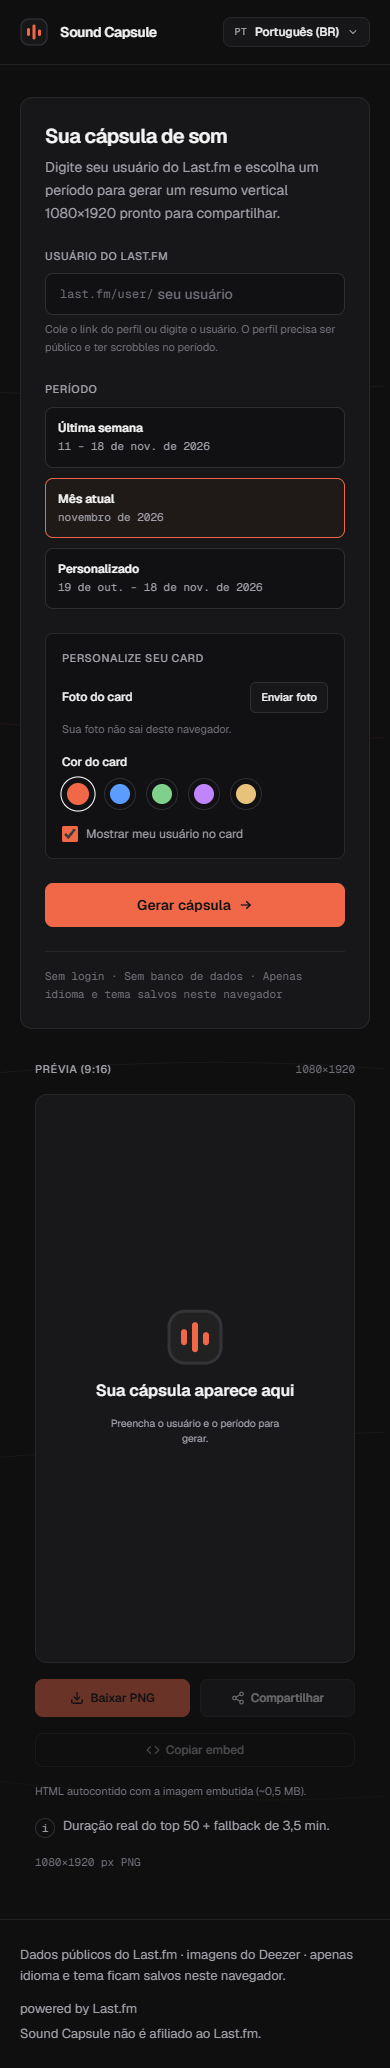 Sound Capsule
PT Português (BR)
Sua cápsula de som
Digite seu usuário do Last.fm e escolha um
período para gerar um resumo vertical
1080×1920 pronto para compartilhar.
USUÁRIO DO LAST.FM
last.fm/user/ seu usuário
Cole o link do perfil ou digite o usuário. O perfil precisa ser
público e ter scrobbles no período.
PERÍODO
Última semana
11 – 18 de nov. de 2026
Mês atual
novembro de 2026
Personalizado
19 de out. – 18 de nov. de 2026
PERSONALIZE SEU CARD
Foto do card
Enviar foto
Sua foto não sai deste navegador.
Cor do card
Mostrar meu usuário no card
Gerar cápsula →
Sem login · Sem banco de dados · Apenas
idioma e tema salvos neste navegador
PRÉVIA (9:16)
1080×1920
Sua cápsula aparece aqui
Preencha o usuário e o período para
gerar.
Baixar PNG
Compartilhar
Copiar embed
HTML autocontido com a imagem embutida (~0,5 MB).
i Duração real do top 50 + fallback de 3,5 min.
1080×1920 px PNG
Dados públicos do Last.fm · imagens do Deezer · apenas
idioma e tema ficam salvos neste navegador.
powered by Last.fm
Sound Capsule não é afiliado ao Last.fm.